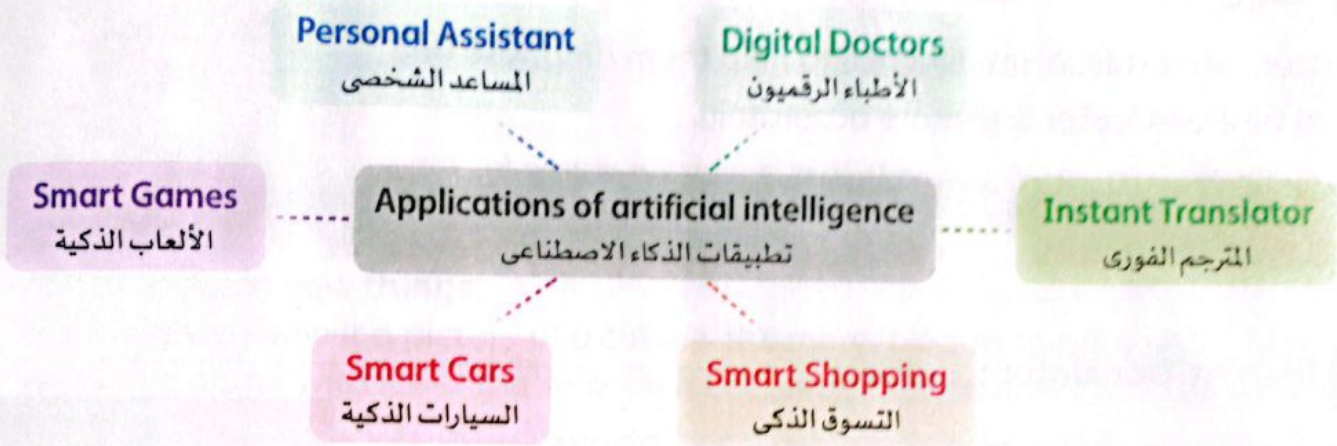 Personal Assistant
المساعد الشخصى
Digital Doctors
الأطباء الرقميون
Smart Games
الألعاب الذكية
Applications of artificial intelligence
تطبيقات الذكاء الاصطناعى
Instant Translator
المترجم الفورى
Smart Cars
السيارات الذكية
Smart Shopping
التسوق الذكى